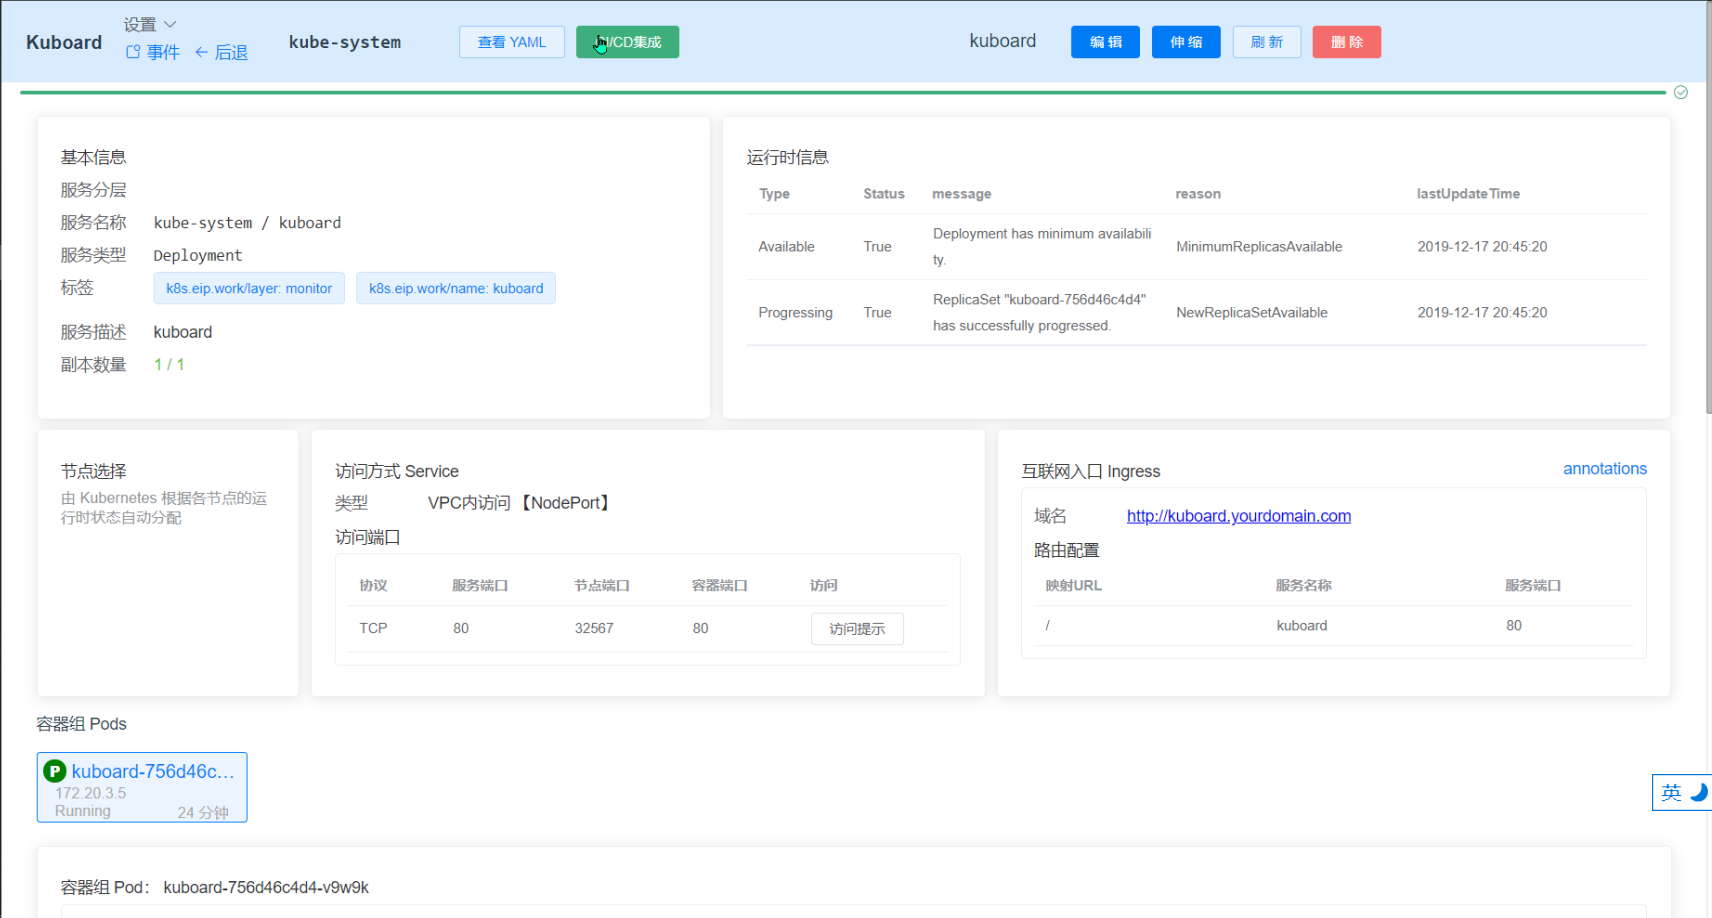 Kuboard
设置
事件
后退
kube-system
查看 YAML
/CD集成
kuboard
编 辑
伸 缩
刷 新
删 除
基本信息
服务分层
服务名称 kube-system / kuboard
服务类型 Deployment
标签 k8s.eip.work/layer: monitor k8s.eip.work/name: kuboard
服务描述 kuboard
副本数量 1 / 1
运行时信息
Type Status message reason lastUpdateTime
Available True Deployment has minimum availabili
ty. MinimumReplicasAvailable 2019-12-17 20:45:20
Progressing True ReplicaSet "kuboard-756d46c4d4"
has successfully progressed. NewReplicaSetAvailable 2019-12-17 20:45:20
节点选择
由 Kubernetes 根据各节点的运
行时状态自动分配
访问方式 Service
类型 VPC内访问 【NodePort】
访问端口
协议 服务端口 节点端口 容器端口 访问
TCP 80 32567 80 访问提示
互联网入口 Ingress annotations
域名 http://kuboard.yourdomain.com
路由配置
映射URL 服务名称 服务端口
/ kuboard 80
容器组 Pods
P kuboard-756d46c...
172.20.3.5
Running 24 分钟
英
容器组 Pod： kuboard-756d46c4d4-v9w9k